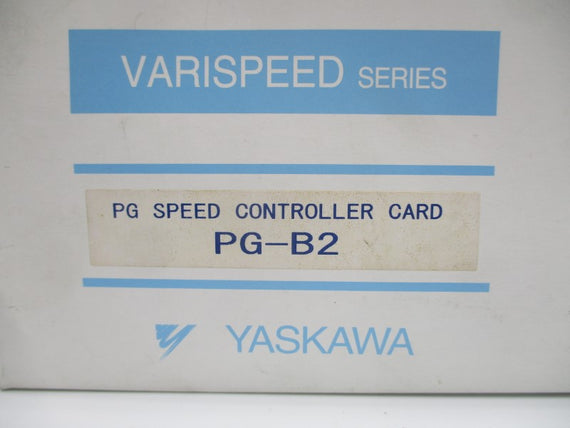 VARISPEED SERIES
PG SPEED CONTROLLER CARD
PG-B2
YASKAWA